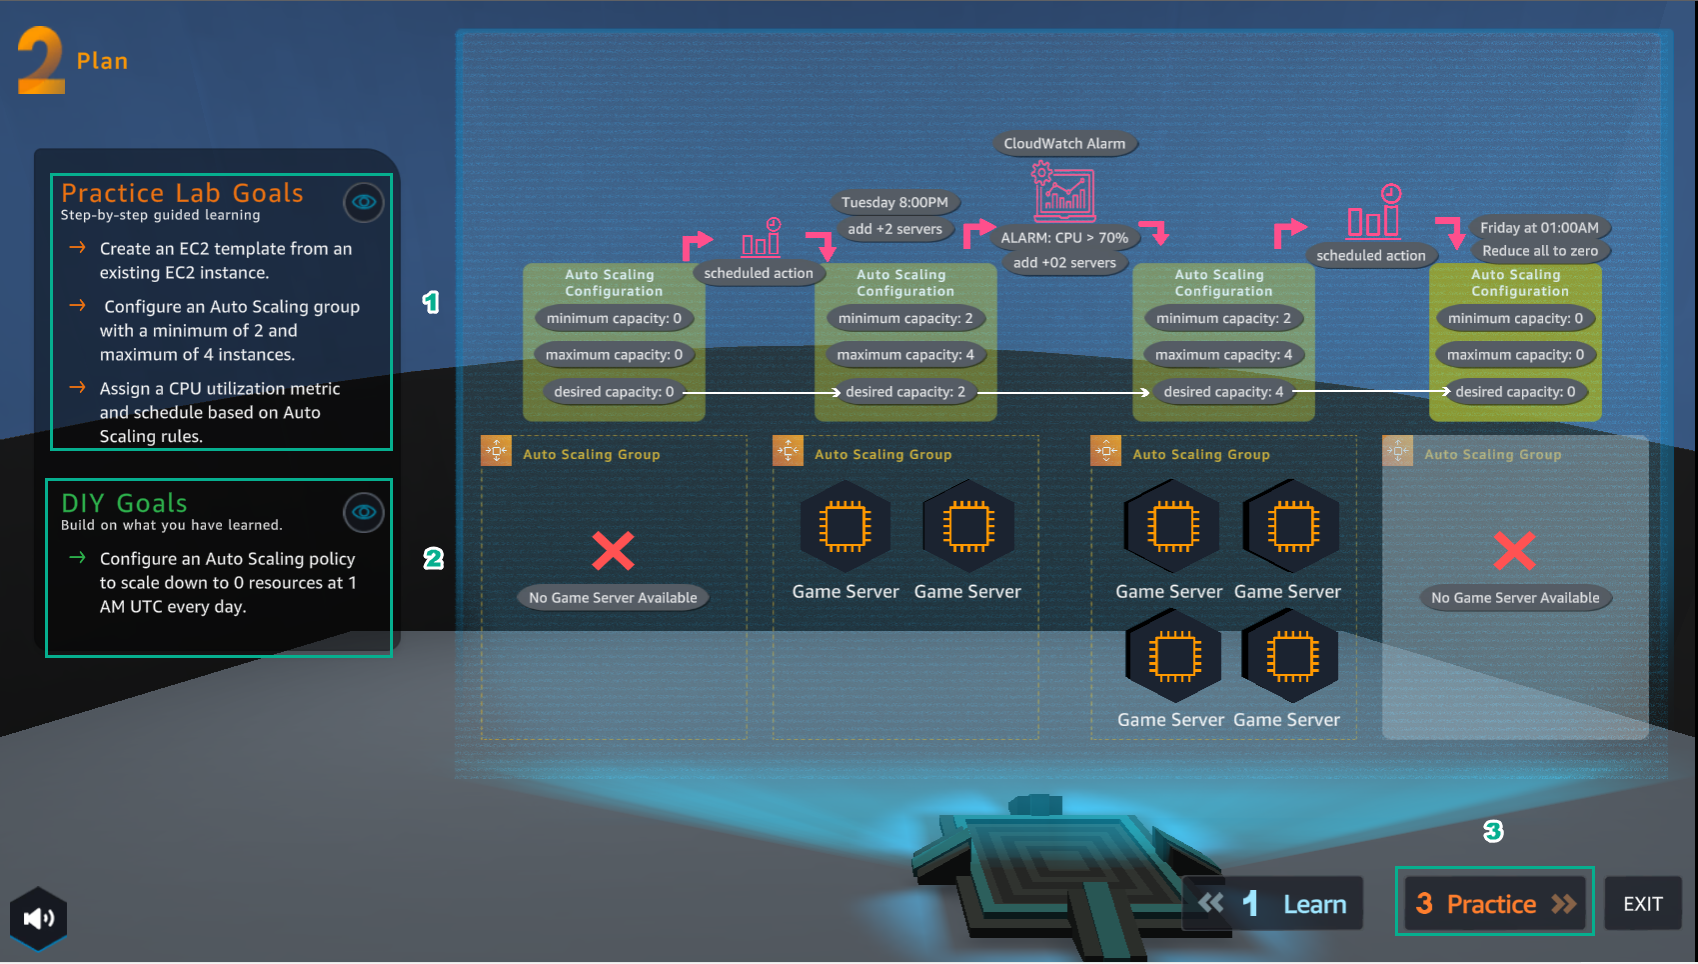 2 Plan
Practice Lab Goals
Step-by-step guided learning
Create an EC2 template from an
existing EC2 instance.
Configure an Auto Scaling group
with a minimum of 2 and
maximum of 4 instances.
Assign a CPU utilization metric
and schedule based on Auto
Scaling rules.
1
DIY Goals
Build on what you have learned.
Configure an Auto Scaling policy
to scale down to 0 resources at 1
AM UTC every day.
2
scheduled action
Tuesday 8:00PM
add +2 servers
CloudWatch Alarm
ALARM: CPU > 70%
add +02 servers
scheduled action
Friday at 01:00AM
Reduce all to zero
Auto Scaling
Configuration
minimum capacity: 0
maximum capacity: 0
desired capacity: 0
Auto Scaling
Configuration
minimum capacity: 2
maximum capacity: 4
desired capacity: 2
Auto Scaling
Configuration
minimum capacity: 2
maximum capacity: 4
desired capacity: 4
Auto Scaling
Configuration
minimum capacity: 0
maximum capacity: 0
desired capacity: 0
Auto Scaling Group
No Game Server Available
Auto Scaling Group
Game Server
Game Server
Auto Scaling Group
Game Server
Game Server
Game Server
Game Server
Auto Scaling Group
No Game Server Available
3
1 Learn
3 Practice
EXIT